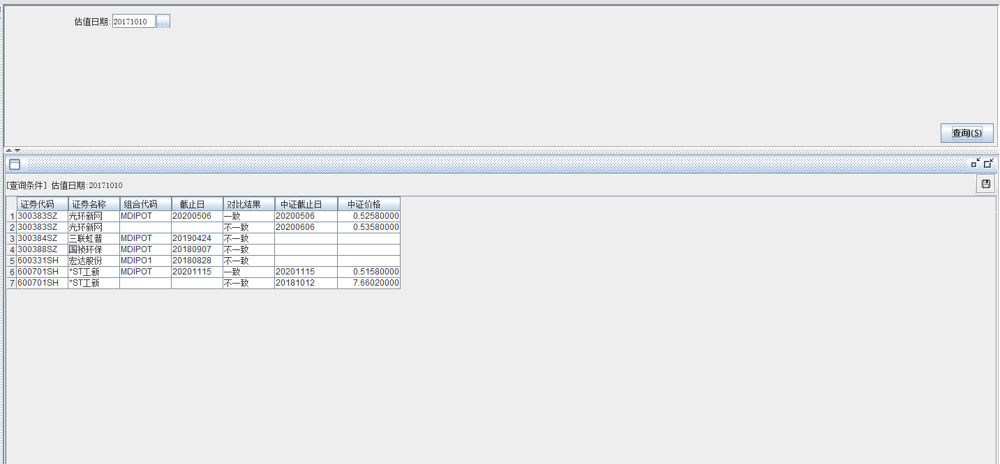 估值日期: 20171010 ...
查询(S)
[查询条件] 估值日期:20171010
证券代码 证券名称 组合代码 截止日 对比结果 中证截止日 中证价格
1 300383SZ 光环新网 MDIPOT 20200506 一致 20200506 0.52580000
2 300383SZ 光环新网 不一致 20200606 0.53580000
3 300384SZ 三联虹普 MDIPOT 20190424 不一致
4 300388SZ 国祯环保 MDIPOT 20180907 不一致
5 600331SH 宏达股份 MDIPO1 20180828 不一致
6 600701SH *ST工新 MDIPOT 20201115 一致 20201115 0.51580000
7 600701SH *ST工新 不一致 20181012 7.66020000